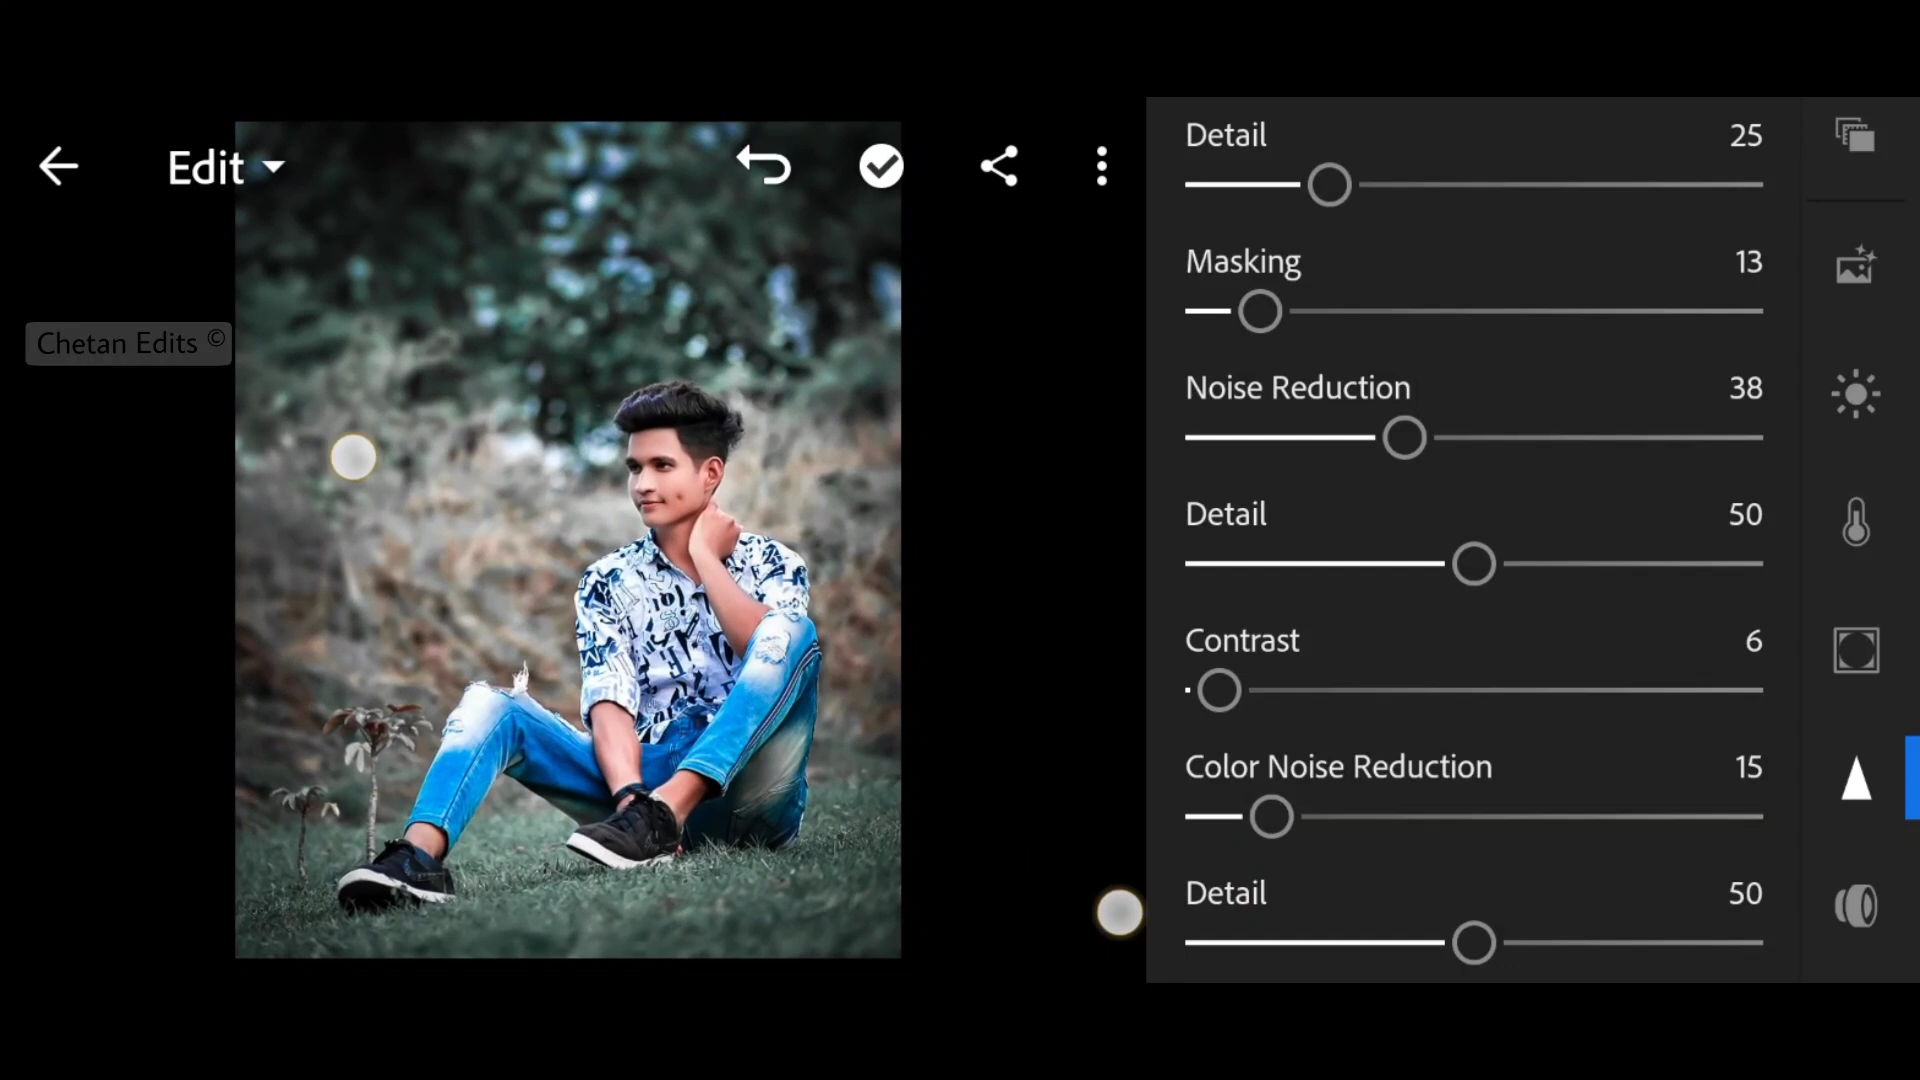 Edit
Chetan Edits ©
Detail 25
Masking 13
Noise Reduction 38
Detail 50
Contrast 6
Color Noise Reduction 15
Detail 50